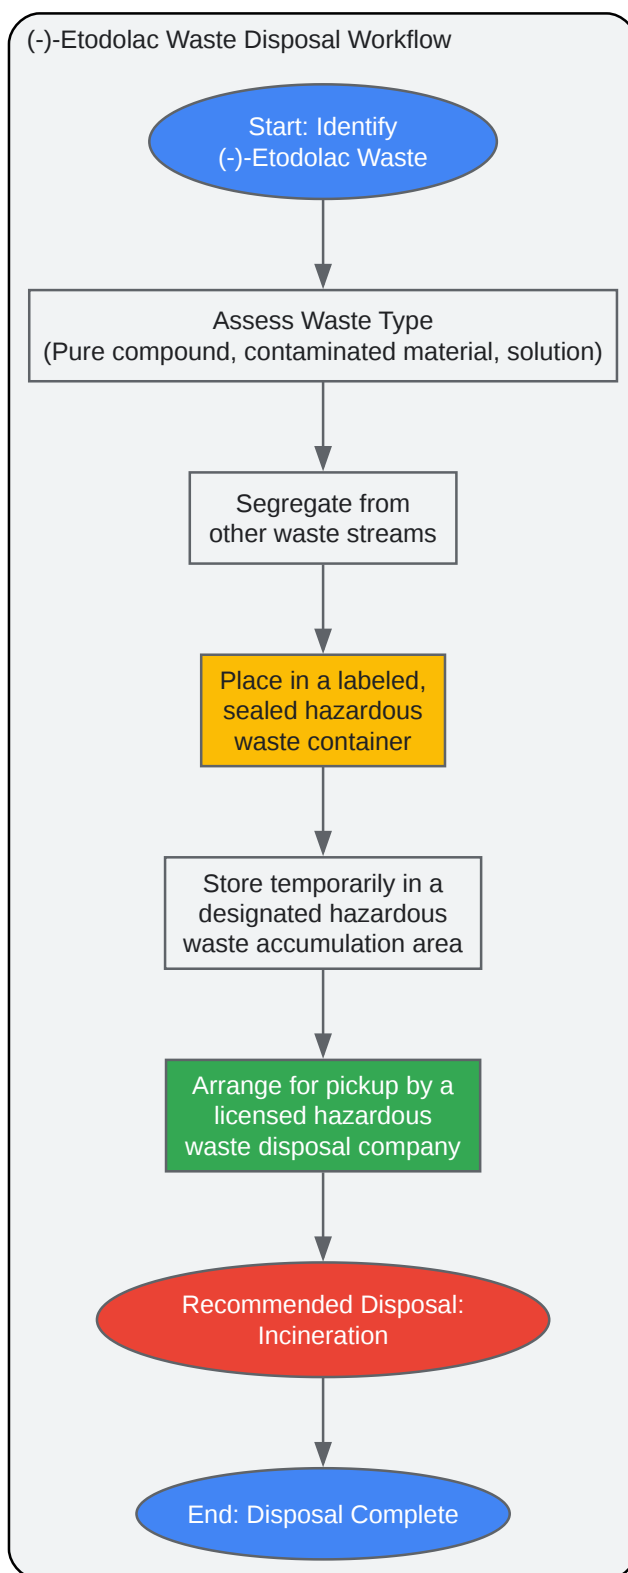 (-)-Etodolac Waste Disposal Workflow
Start: Identify
(-)-Etodolac Waste
Assess Waste Type
(Pure compound, contaminated material, solution)
Segregate from
other waste streams
Place in a labeled,
sealed hazardous
waste container
Store temporarily in a
designated hazardous
waste accumulation area
Arrange for pickup by a
licensed hazardous
waste disposal company
Recommended Disposal:
Incineration
End: Disposal Complete